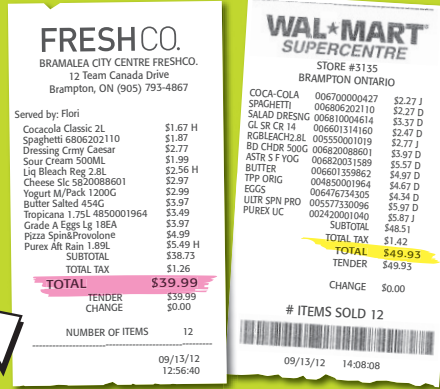 FRESHCO.
BRAMALEA CITY CENTRE FRESHCO.
12 Team Canada Drive
Brampton, ON (905) 793-4867
Served by: Flori
Cocacola Classic 2L $1.67 H
Spaghetti 6806202110 $1.87
Dressing Crmy Caesar $2.77
Sour Cream 500ML $1.99
Liq Bleach Reg 2.8L $2.56 H
Cheese Slc 5820088601 $2.97
Yogurt M/Pack 1200G $2.99
Butter Salted 454G $3.97
Tropicana 1.75L 4850001964 $3.49
Grade A Eggs Lg 18EA $3.97
Pizza Spin&Provolone $4.99
Purex Aft Rain 1.89L $5.49 H
SUBTOTAL $38.73
TOTAL TAX $1.26
TOTAL $39.99
TENDER $39.99
CHANGE $0.00
NUMBER OF ITEMS 12
09/13/12
12:56:40
WAL★MART
SUPERCENTRE
STORE #3135
BRAMPTON ONTARIO
COCA-COLA 006700000427 $2.27 J
SPAGHETTI 006806202110 $2.27 D
SALAD DRESNG 006810004614 $3.37 D
GL SR CR 14 006601314160 $2.47 D
RGBLEACH2.8L 005550001019 $2.77 J
BD CHDR 500G 006820088601 $3.97 D
ASTR S F YOG 006820031589 $5.57 D
BUTTER 006601359862 $4.97 D
TPP ORIG 004850001964 $4.67 D
EGGS 006476734305 $4.34 D
ULTR SPN PRO 005577330096 $5.97 D
PUREX UC 002420001040 $5.87 J
SUBTOTAL $48.51
TOTAL TAX $1.42
TOTAL $49.93
TENDER $49.93
CHANGE $0.00
# ITEMS SOLD 12
09/13/12 14:08:08